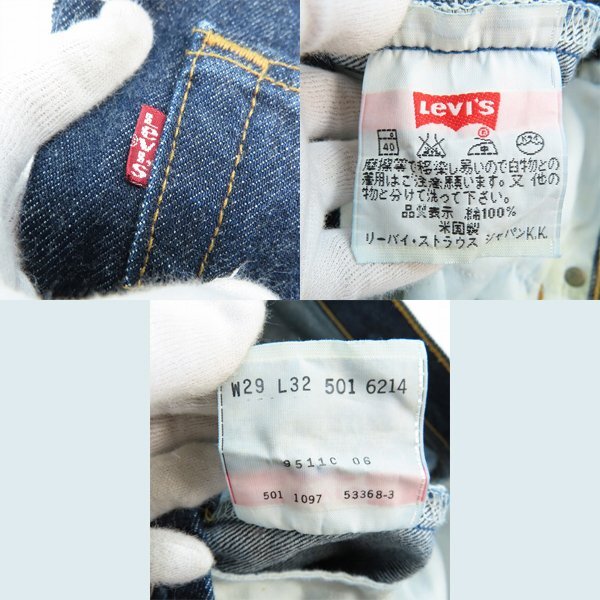 Levi's
Levi's
40
ドライ
摩擦等で移染し易いので白物との
着用はご注意願います。又 他の
物と分けて洗って下さい。
品質表示 綿100%
米国製
リーバイ・ストラウス ジャパンK.K.
W29 L32 501 6214
9511C 06
501 1097 53368-3